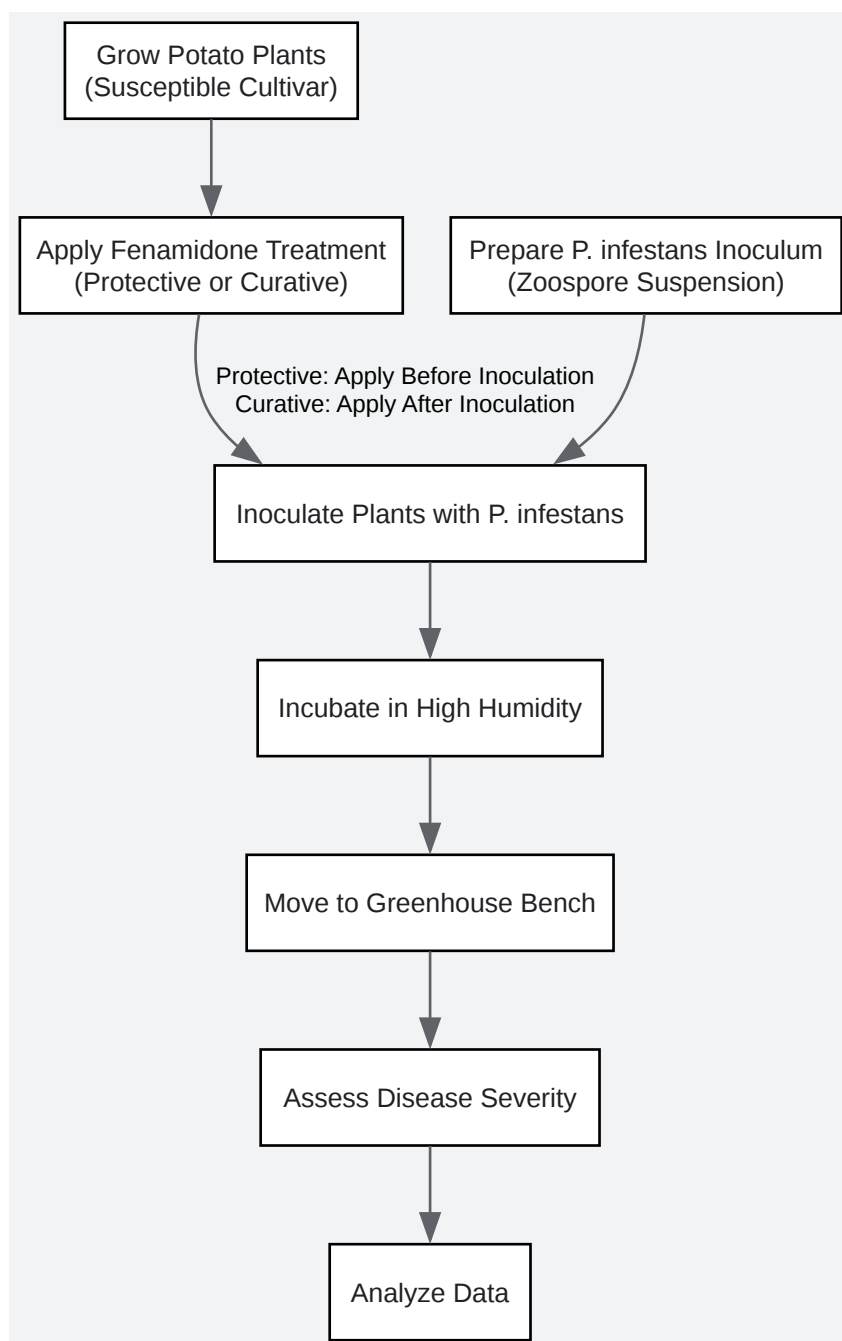 Grow Potato Plants
(Susceptible Cultivar)
Apply Fenamidone Treatment
(Protective or Curative)
Prepare P. infestans Inoculum
(Zoospore Suspension)
Protective: Apply Before Inoculation
Curative: Apply After Inoculation
Inoculate Plants with P. infestans
Incubate in High Humidity
Move to Greenhouse Bench
Assess Disease Severity
Analyze Data